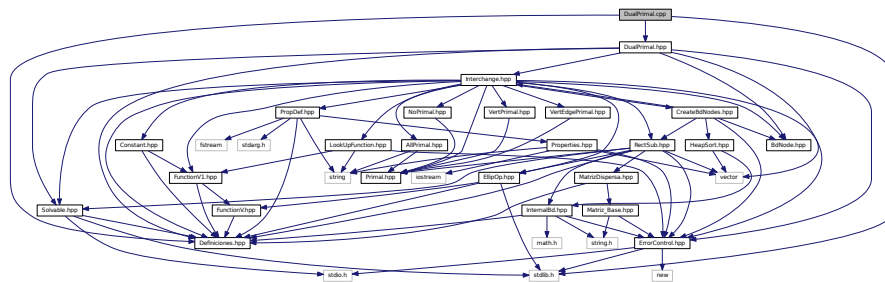 DualPrimal.cpp
DualPrimal.hpp
Interchange.hpp
PropDef.hpp
NoPrimal.hpp
VertPrimal.hpp
VertEdgePrimal.hpp
CreateBdNodes.hpp
Constant.hpp
fstream
stdarg.h
LookUpFunction.hpp
AllPrimal.hpp
Properties.hpp
RectSub.hpp
HeapSort.hpp
BdNode.hpp
FunctionV1.hpp
string
Primal.hpp
iostream
EllipOp.hpp
MatrizDispersa.hpp
vector
Solvable.hpp
FunctionV.hpp
InternalBd.hpp
Matriz_Base.hpp
Definiciones.hpp
math.h
string.h
ErrorControl.hpp
stdio.h
stdlib.h
new